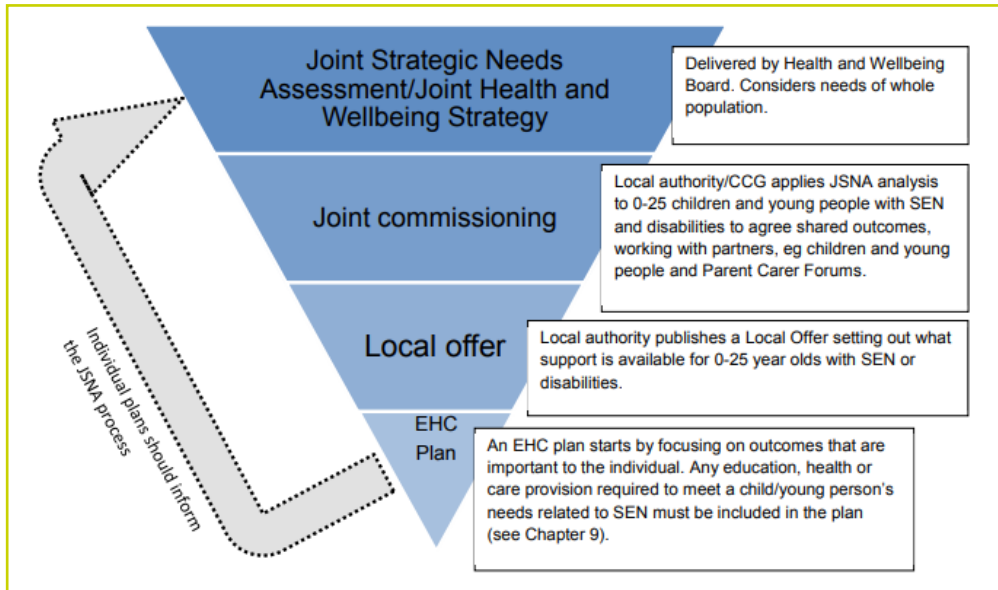 Joint Strategic Needs
Assessment/Joint Health and
Wellbeing Strategy
Delivered by Health and Wellbeing
Board. Considers needs of whole
population.
Joint commissioning
Local authority/CCG applies JSNA analysis
to 0-25 children and young people with SEN
and disabilities to agree shared outcomes,
working with partners, eg children and young
people and Parent Carer Forums.
Local offer
Local authority publishes a Local Offer setting out what
support is available for 0-25 year olds with SEN or
disabilities.
EHC
Plan
An EHC plan starts by focusing on outcomes that are
important to the individual. Any education, health or
care provision required to meet a child/young person's
needs related to SEN must be included in the plan
(see Chapter 9).
Individual plans should inform
the JSNA process